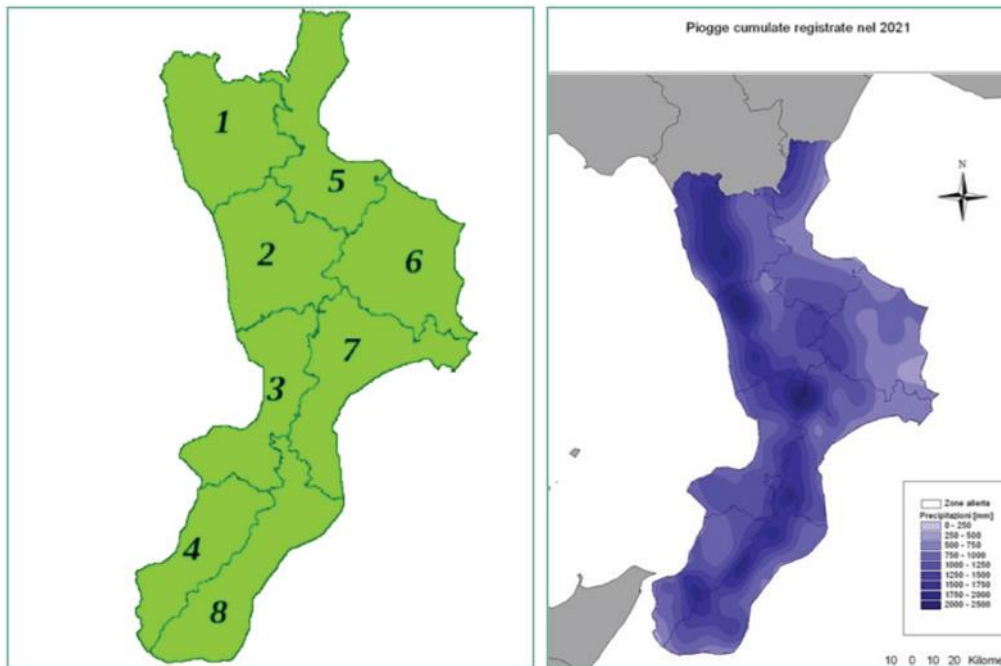 1
5
2
6
7
3
4
8
Piogge cumulate registrate nel 2021
N
Zone allerta
Precipitazioni [mm]
0 - 250
250 - 500
500 - 750
750 - 1000
1000 - 1250
1250 - 1500
1500 - 1750
1750 - 2000
2000 - 2500
10 0 10 20 Kilome